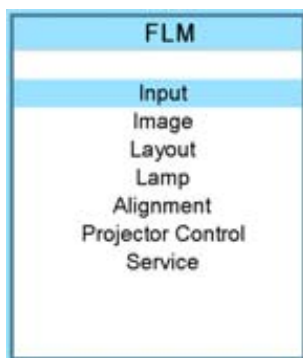 FLM
Input
Image
Layout
Lamp
Alignment
Projector Control
Service